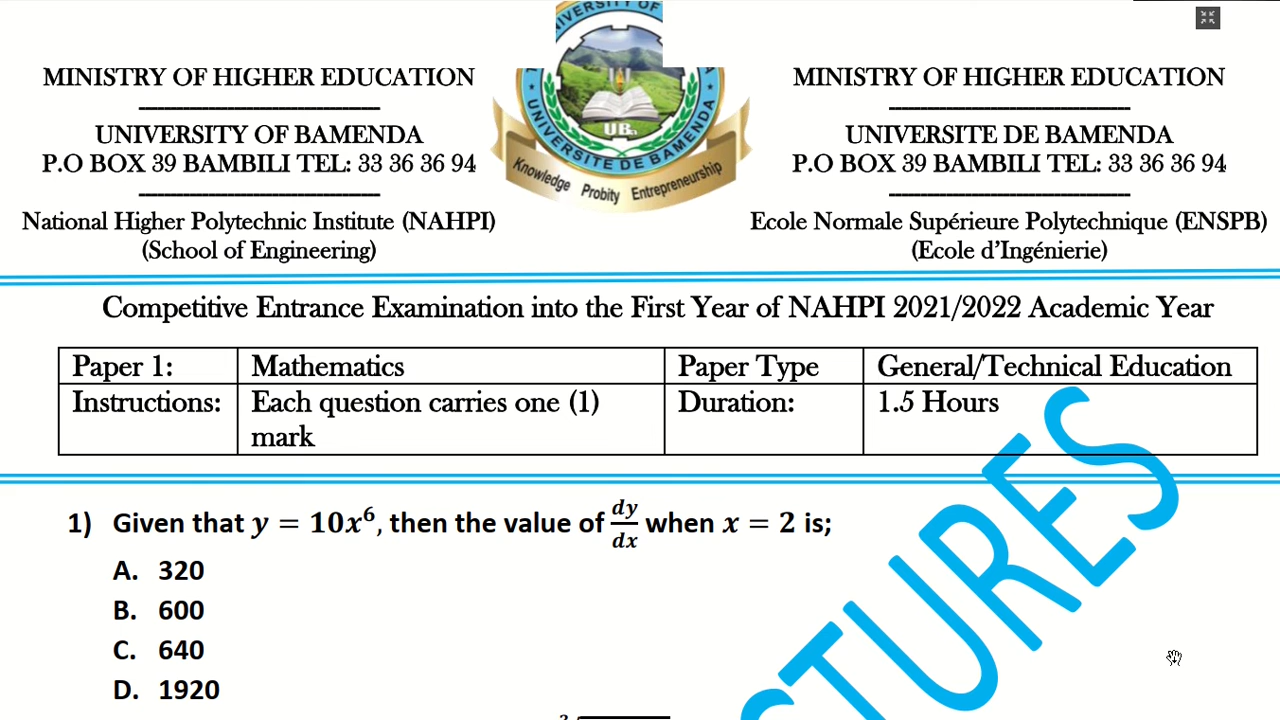 UNIVERSITY OF
UNIVERSITE DE BAMENDA
UBa
Knowledge Probity Entrepreneurship
MINISTRY OF HIGHER EDUCATION
UNIVERSITY OF BAMENDA
P.O BOX 39 BAMBILI TEL: 33 36 36 94
National Higher Polytechnic Institute (NAHPI)
(School of Engineering)
MINISTRY OF HIGHER EDUCATION
UNIVERSITE DE BAMENDA
P.O BOX 39 BAMBILI TEL: 33 36 36 94
Ecole Normale Supérieure Polytechnique (ENSPB)
(Ecole d’Ingénierie)
Competitive Entrance Examination into the First Year of NAHPI 2021/2022 Academic Year
Paper 1: Mathematics Paper Type General/Technical Education
Instructions: Each question carries one (1) mark Duration: 1.5 Hours
1) Given that y = 10x⁶, then the value of dy/dx when x = 2 is;
A. 320
B. 600
C. 640
D. 1920